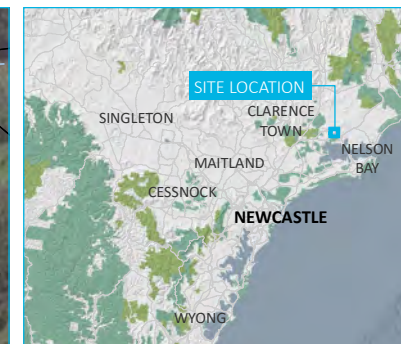 SITE LOCATION
CLARENCE
TOWN
SINGLETON
NELSON
BAY
MAITLAND
CESSNOCK
NEWCASTLE
WYONG